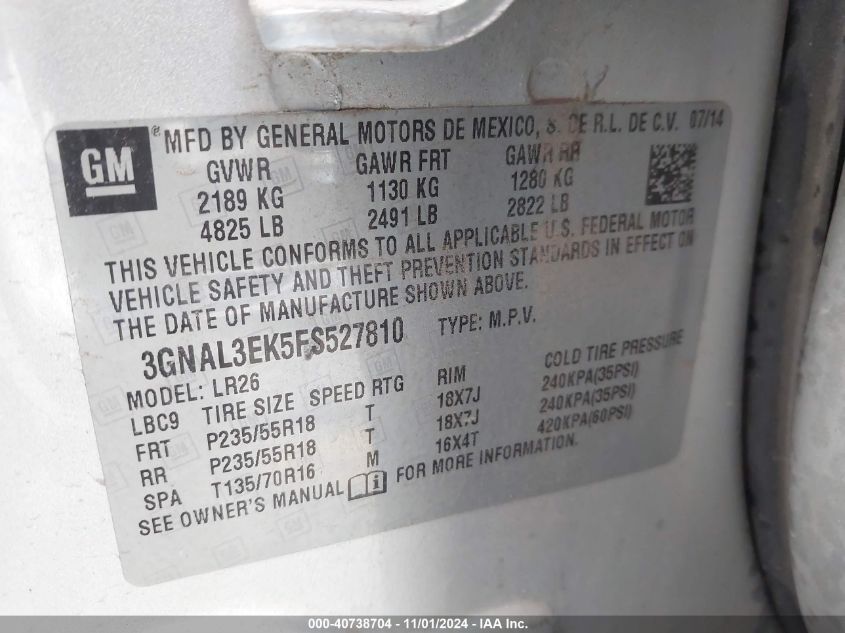 GM
® MFD BY GENERAL MOTORS DE MEXICO, S. DE R.L. DE C.V. 07/14
GVWR GAWR FRT GAWR RR
2189 KG 1130 KG 1280 KG
4825 LB 2491 LB 2822 LB
THIS VEHICLE CONFORMS TO ALL APPLICABLE U.S. FEDERAL MOTOR
VEHICLE SAFETY AND THEFT PREVENTION STANDARDS IN EFFECT ON
THE DATE OF MANUFACTURE SHOWN ABOVE.
3GNAL3EK5FS527810 TYPE: M.P.V.
MODEL: LR26
LBC9 TIRE SIZE SPEED RTG RIM COLD TIRE PRESSURE
FRT P235/55R18 T 18X7J 240KPA(35PSI)
RR P235/55R18 T 18X7J 240KPA(35PSI)
SPA T135/70R16 M 16X4T 420KPA(60PSI)
SEE OWNER'S MANUAL i FOR MORE INFORMATION.
000-40738704 - 11/01/2024 - IAA Inc.